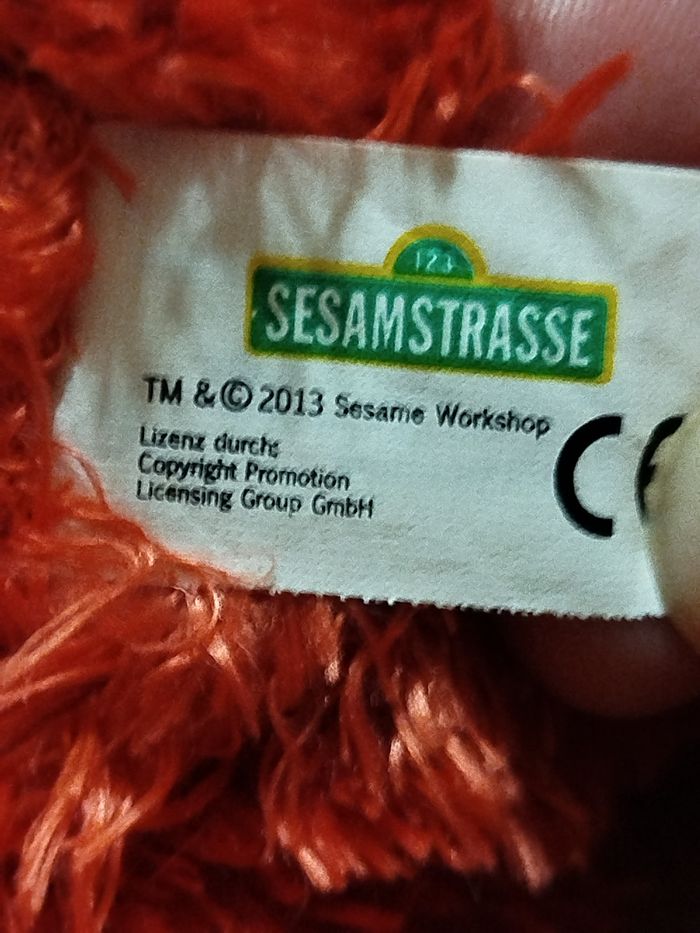 123
SESAMSTRASSE
TM & © 2013 Sesame Workshop
Lizenz durch:
Copyright Promotion
Licensing Group GmbH
CE